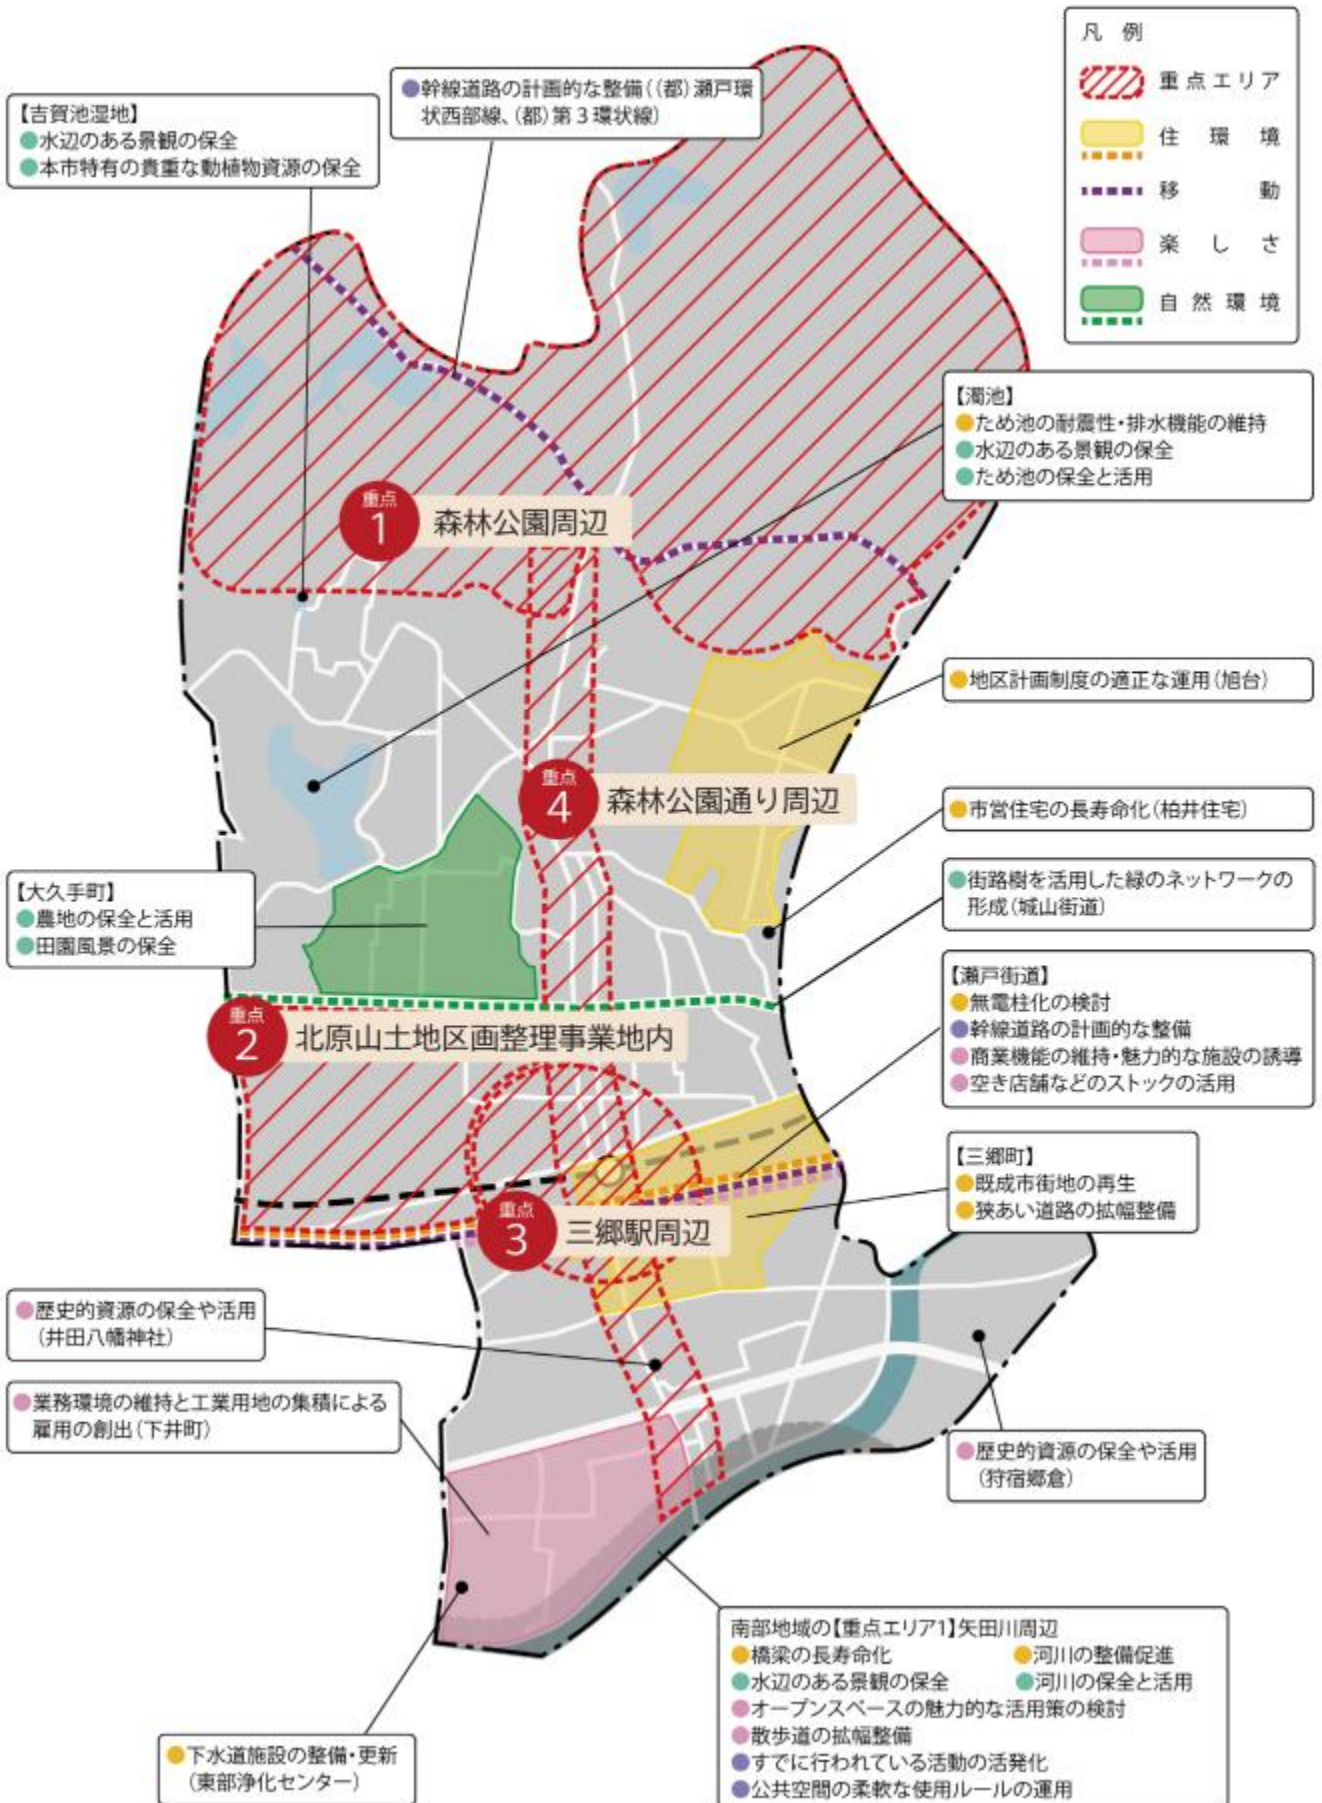 凡例
重点エリア
住環境
移動
楽しさ
自然環境
●幹線道路の計画的な整備((都)瀬戸環
状西部線、(都)第3環状線)
【吉賀池湿地】
●水辺のある景観の保全
●本市特有の貴重な動植物資源の保全
【濁池】
●ため池の耐震性・排水機能の維持
●水辺のある景観の保全
●ため池の保全と活用
重点
1
森林公園周辺
●地区計画制度の適正な運用(旭台)
重点
4
森林公園通り周辺
●市営住宅の長寿命化(柏井住宅)
●街路樹を活用した緑のネットワークの
形成(城山街道)
【大久手町】
●農地の保全と活用
●田園風景の保全
【瀬戸街道】
●無電柱化の検討
●幹線道路の計画的な整備
●商業機能の維持・魅力的な施設の誘導
●空き店舗などのストックの活用
重点
2
北原山土地区画整理事業地内
【三郷町】
●既成市街地の再生
●狭あい道路の拡幅整備
重点
3
三郷駅周辺
●歴史的資源の保全や活用
(井田八幡神社)
●業務環境の維持と工業用地の集積による
雇用の創出(下井町)
●歴史的資源の保全や活用
(狩宿郷倉)
南部地域の【重点エリア1】矢田川周辺
●橋梁の長寿命化 ●河川の整備促進
●水辺のある景観の保全 ●河川の保全と活用
●オープンスペースの魅力的な活用策の検討
●散歩道の拡幅整備
●すでに行われている活動の活発化
●公共空間の柔軟な使用ルールの運用
●下水道施設の整備・更新
(東部浄化センター)